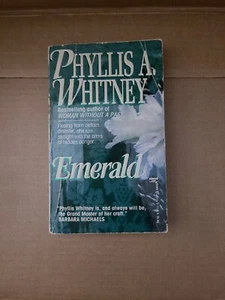 PHYLLIS A.
WHITNEY
Bestselling author of
WOMAN WITHOUT A PAST
Emerald
"Phyllis Whitney is, and always will be,
the Grand Master of her craft."
BARBARA MICHAELS